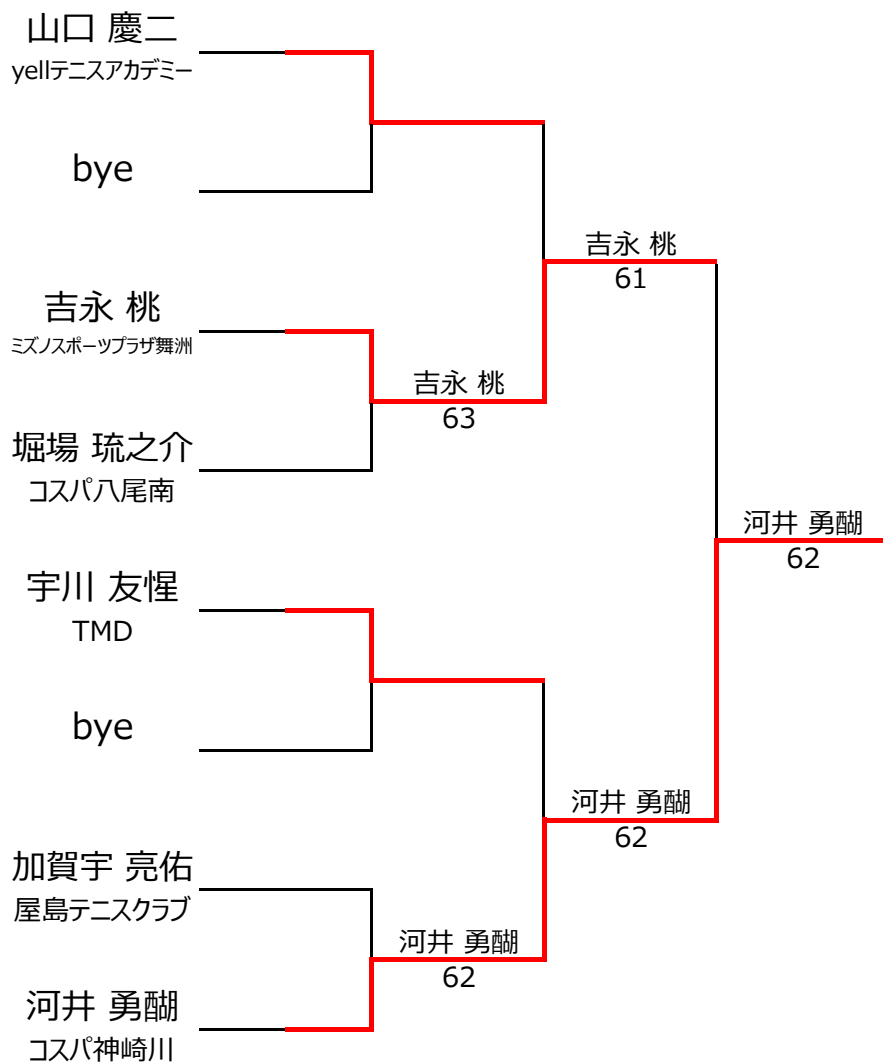 山口 慶二
yellテニスアカデミー
bye
吉永 桃
61
吉永 桃
ミズノスポーツプラザ舞洲
吉永 桃
63
堀場 琉之介
コスパ八尾南
河井 勇醐
62
宇川 友惺
TMD
bye
河井 勇醐
62
加賀宇 亮佑
屋島テニスクラブ
河井 勇醐
62
河井 勇醐
コスパ神崎川